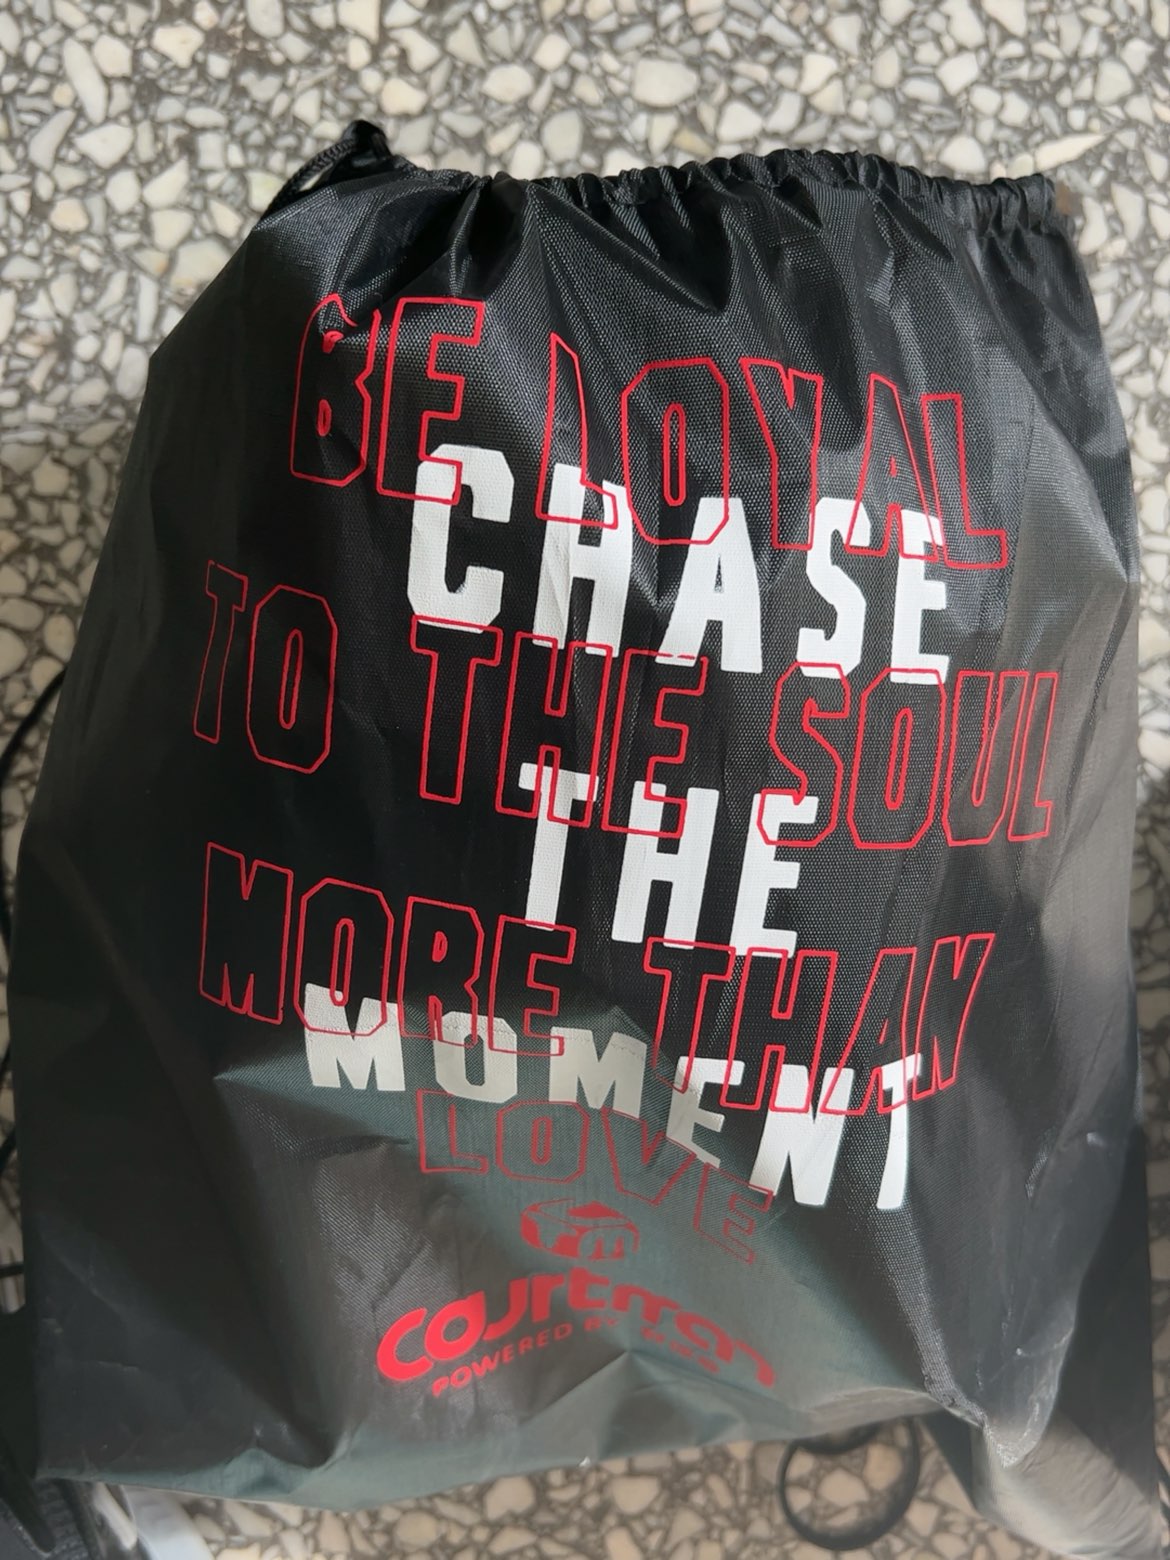 BE LOYAL
CHASE
TO THE SOUL
THE
MORE THAN
MOMENT
LOVE
Courtman
POWERED BY